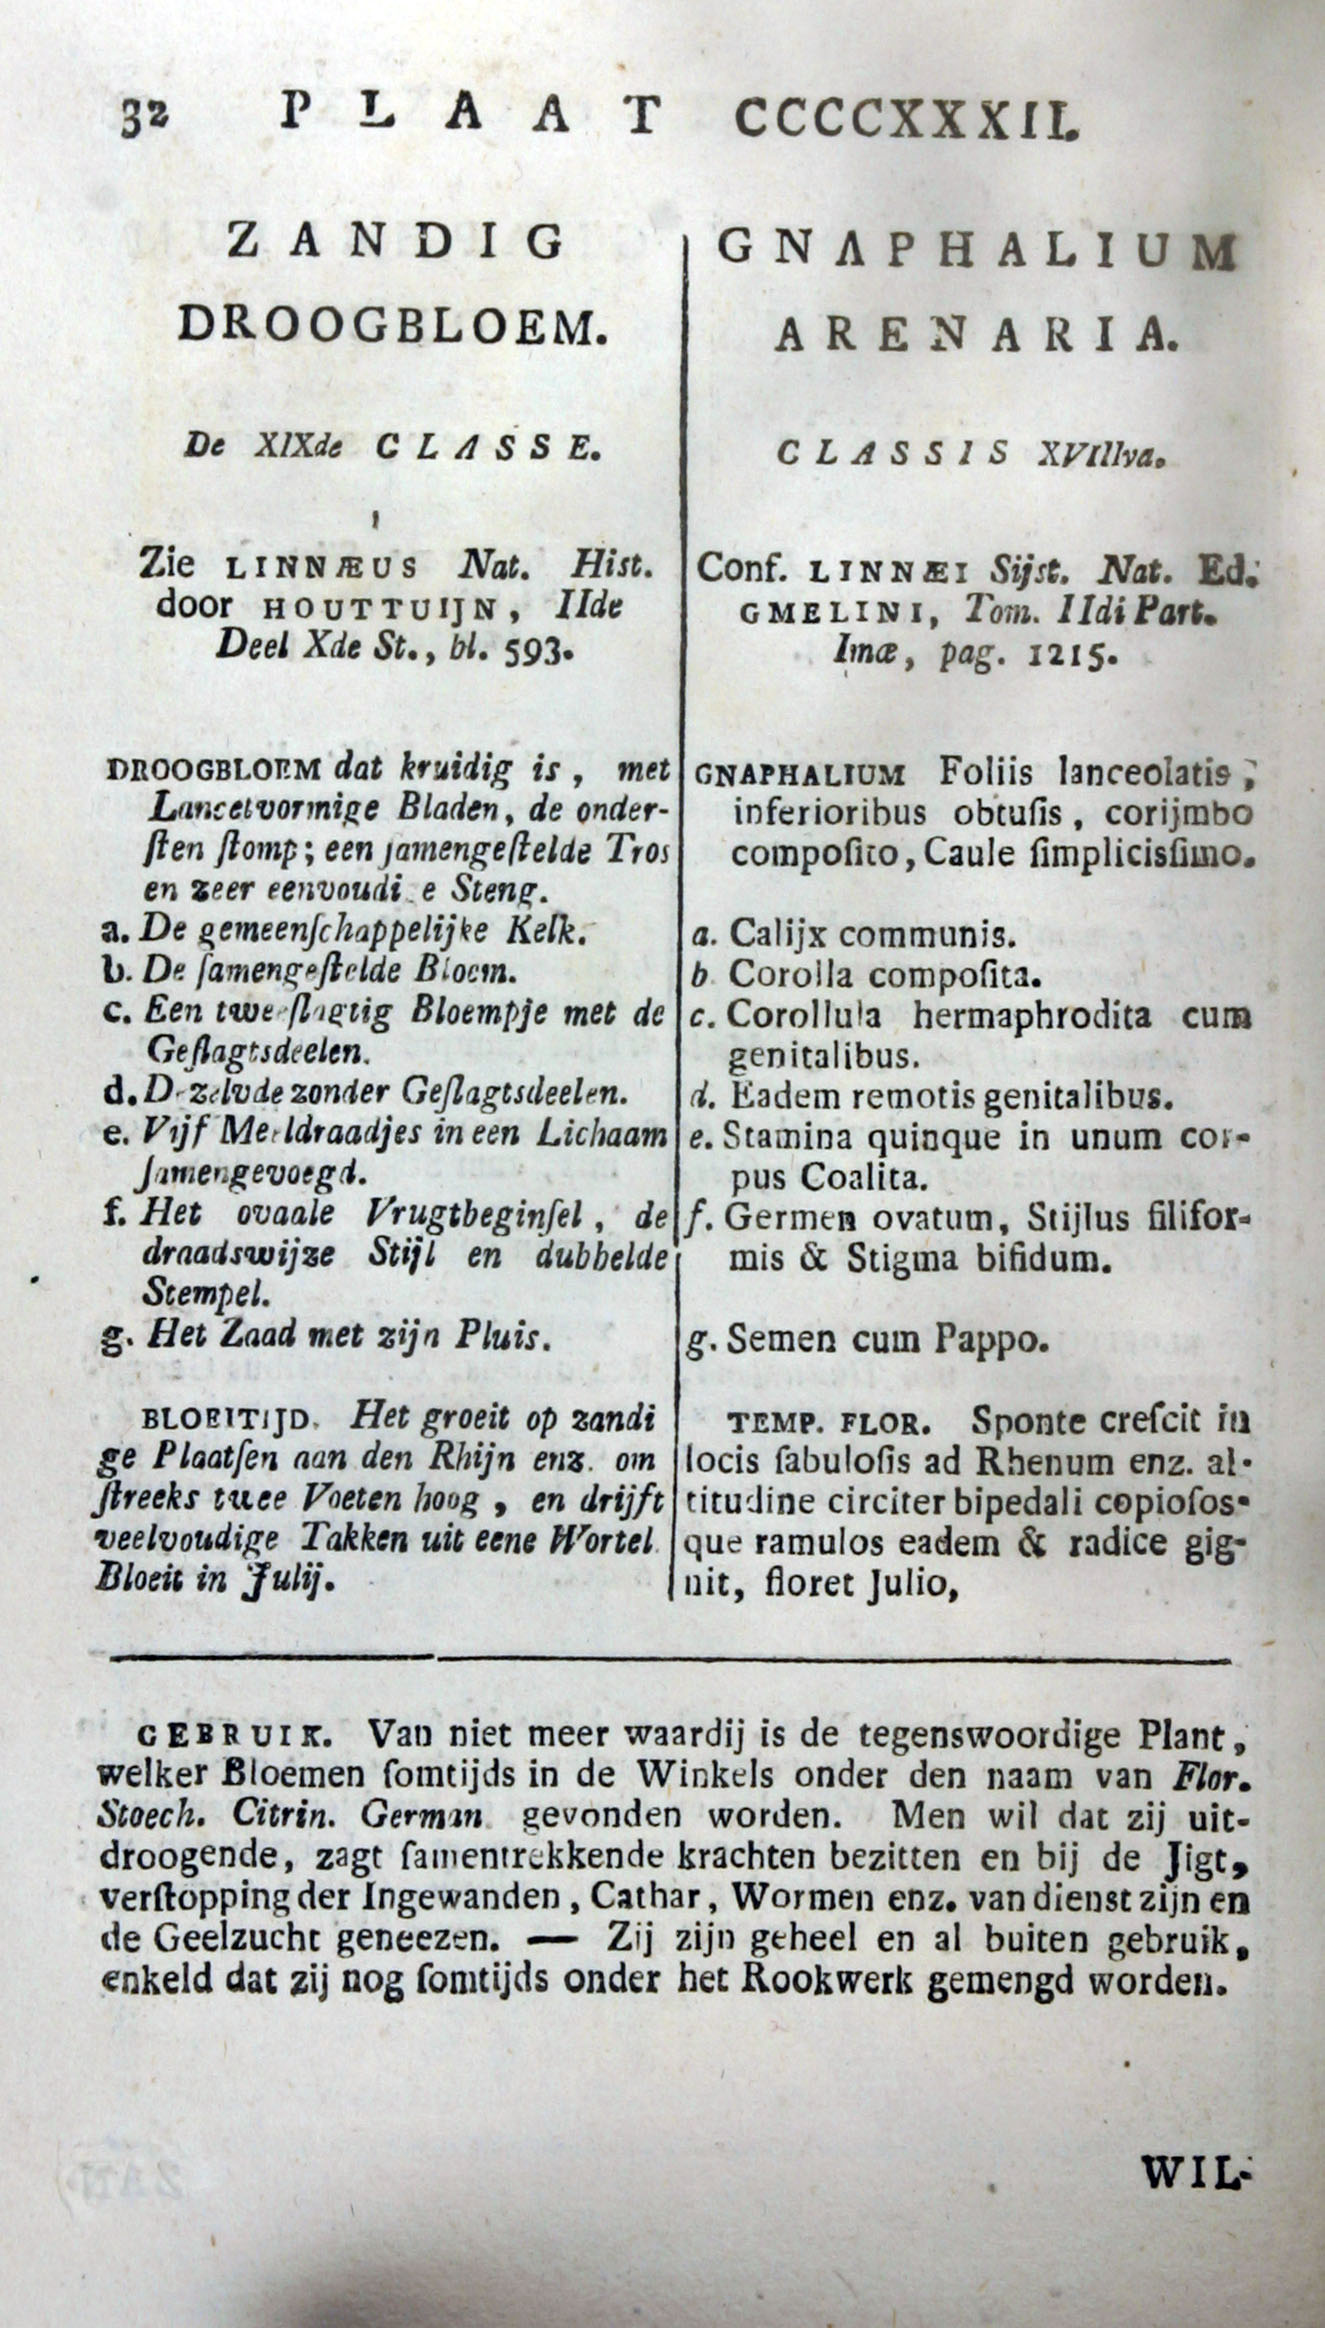 32 PLAAT CCCCXXXII.
ZANDIG
DROOGBLOEM.
De XIXde CLASSE.
Zie LINNÆUS Nat. Hist.
door HOUTTUIJN, IIde
Deel Xde St., bl. 593.
DROOGBLOEM dat kruidig is, met
Lancetvormige Bladen, de onder-
ſten ſtomp; een ſamengeſtelde Tros
en zeer eenvoudi e Steng.
a. De gemeenſchappelijke Kelk.
b. De ſamengeſtelde Bloem.
c. Een tweeſlagtig Bloempje met de
Geſlagtsdeelen.
d. Dezelvde zonder Geſlagtsdeelen.
e. Vijf Meeldraadjes in een Lichaam
ſamengevoegd.
f. Het ovaale Vrugtbeginſel, de
draadswijze Stijl en dubbelde
Stempel.
g. Het Zaad met zijn Pluis.
BLOEITIJD. Het groeit op zandi
ge Plaatſen aan den Rhijn enz. om
ſtreeks twee Voeten hoog, en drijft
veelvoudige Takken uit eene Wortel.
Bloeit in Julij.
GNAPHALIUM
ARENARIA.
CLASSIS XVIIIva.
Conf. LINNÆI Sijst. Nat. Ed.
GMELINI, Tom. IIdi Part.
Imæ, pag. 1215.
GNAPHALIUM Foliis lanceolatis,
inferioribus obtuſis, corijmbo
compoſito, Caule ſimplicisſimo.
a. Calijx communis.
b Corolla compoſita.
c. Corollula hermaphrodita cum
genitalibus.
d. Eadem remotis genitalibus.
e. Stamina quinque in unum cor-
pus Coalita.
f. Germen ovatum, Stijlus filifor-
mis & Stigma bifidum.
g. Semen cum Pappo.
TEMP. FLOR. Sponte creſcit in
locis ſabuloſis ad Rhenum enz. al-
titudine circiter bipedali copioſos-
que ramulos eadem & radice gig-
nit, floret Julio,
GEBRUIK. Van niet meer waardij is de tegenswoordige Plant,
welker Bloemen ſomtijds in de Winkels onder den naam van Flor.
Stoech. Citrin. German. gevonden worden. Men wil dat zij uit-
droogende, zagt ſamentrekkende krachten bezitten en bij de Jigt,
verſtopping der Ingewanden, Cathar, Wormen enz. van dienst zijn en
de Geelzucht geneezen. — Zij zijn geheel en al buiten gebruik,
enkeld dat zij nog ſomtijds onder het Rookwerk gemengd worden.
WIL-